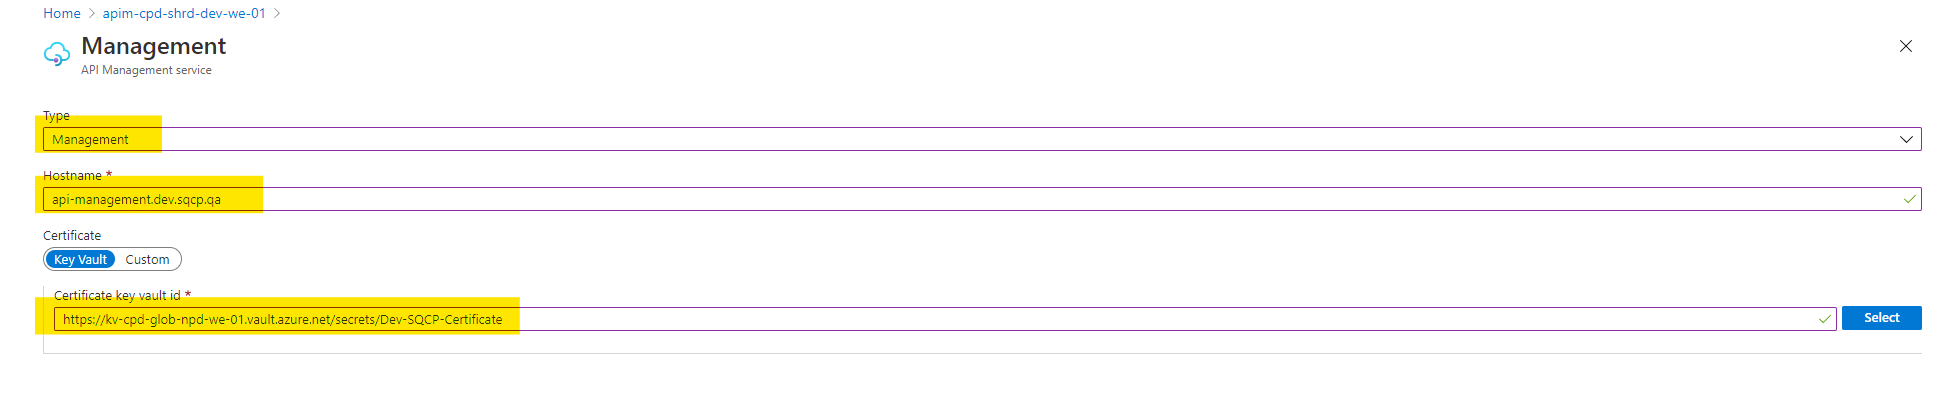 Home > apim-cpd-shrd-dev-we-01 >
Management
API Management service
Type
Management
Hostname *
api-management.dev.sqcp.qa
Certificate
Key Vault Custom
Certificate key vault id *
https://kv-cpd-glob-npd-we-01.vault.azure.net/secrets/Dev-SQCP-Certificate
Select